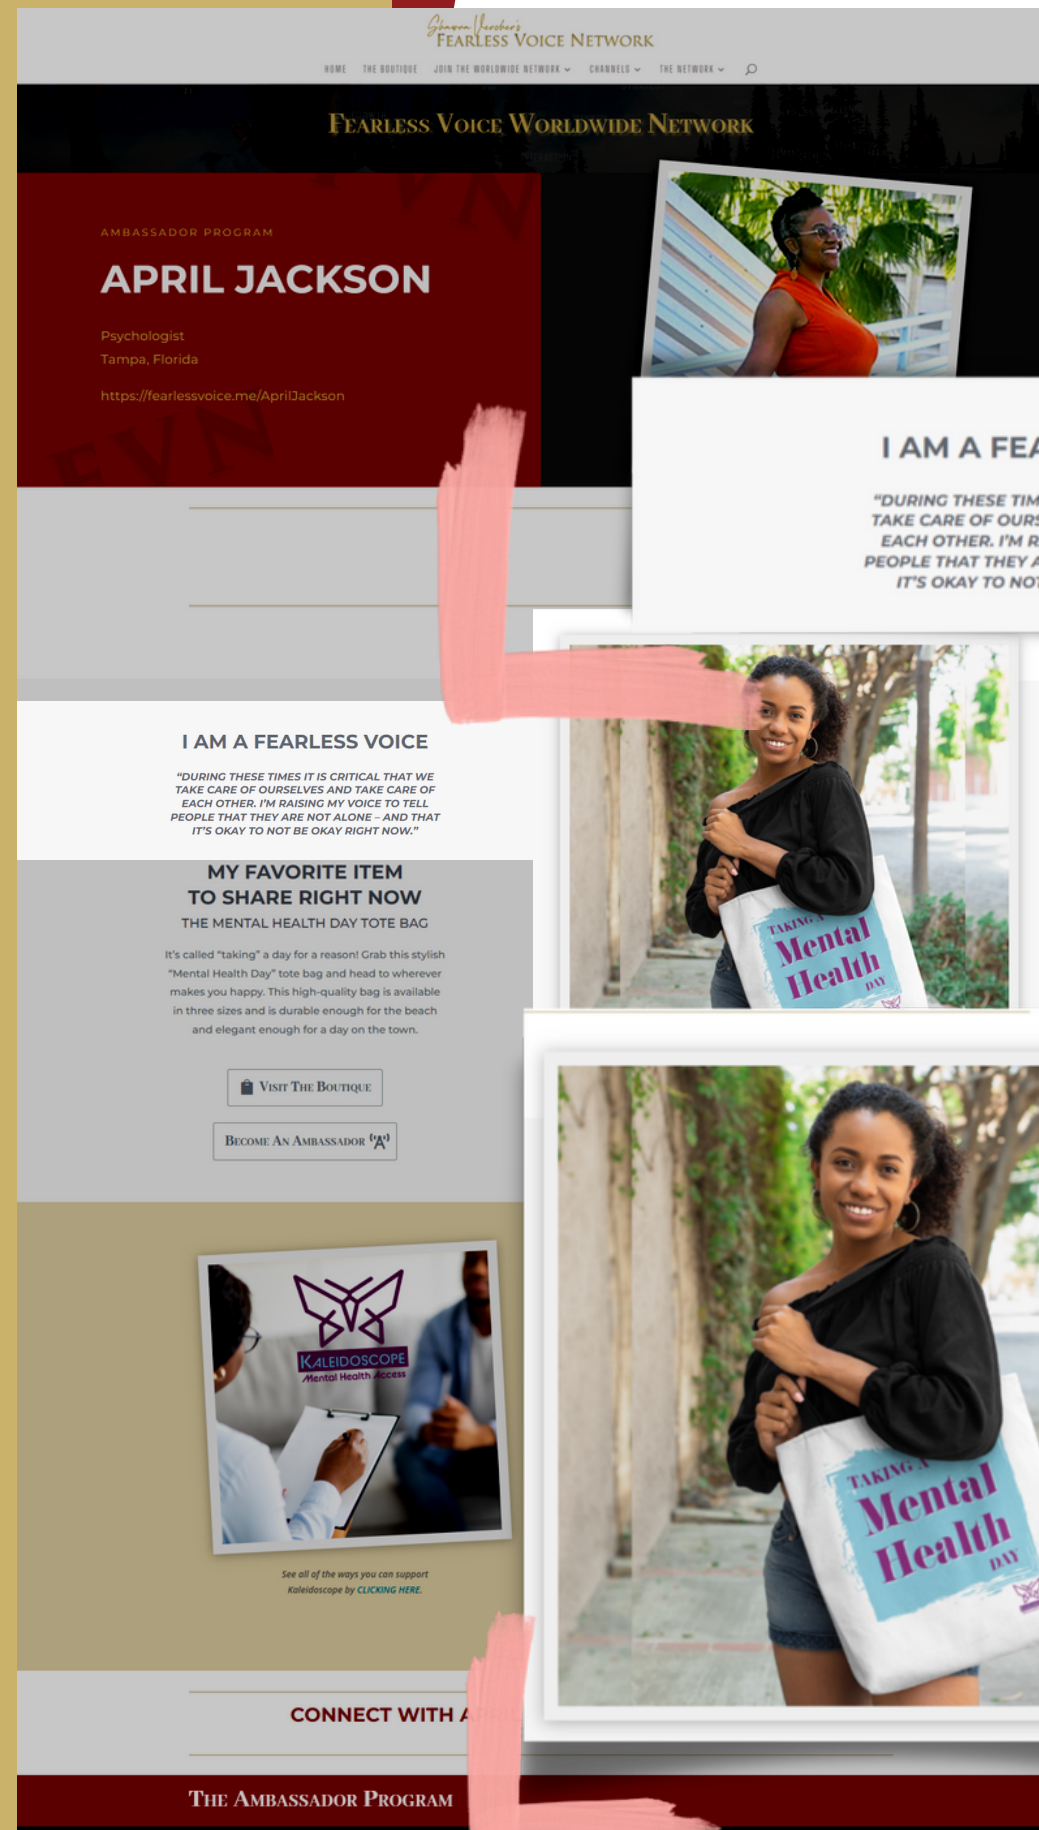 Shawna Vercher's
FEARLESS VOICE NETWORK
HOME THE BOUTIQUE JOIN THE WORLDWIDE NETWORK CHANNELS THE NETWORK
FEARLESS VOICE WORLDWIDE NETWORK
FVN
AMBASSADOR PROGRAM
APRIL JACKSON
Psychologist
Tampa, Florida
https://fearlessvoice.me/AprilJackson
FVN
I AM A FEA
“DURING THESE TIM
TAKE CARE OF OURS
EACH OTHER. I’M R
PEOPLE THAT THEY A
IT’S OKAY TO NOT
I AM A FEARLESS VOICE
“DURING THESE TIMES IT IS CRITICAL THAT WE
TAKE CARE OF OURSELVES AND TAKE CARE OF
EACH OTHER. I’M RAISING MY VOICE TO TELL
PEOPLE THAT THEY ARE NOT ALONE – AND THAT
IT’S OKAY TO NOT BE OKAY RIGHT NOW.”
MY FAVORITE ITEM
TO SHARE RIGHT NOW
THE MENTAL HEALTH DAY TOTE BAG
It’s called “taking” a day for a reason! Grab this stylish
“Mental Health Day” tote bag and head to wherever
makes you happy. This high-quality bag is available
in three sizes and is durable enough for the beach
and elegant enough for a day on the town.
VISIT THE BOUTIQUE
BECOME AN AMBASSADOR
TAKING A
Mental
Health
DAY
TAKING A
Mental
Health
DAY
KALEIDOSCOPE
Mental Health Access
See all of the ways you can support
Kaleidoscope by CLICKING HERE.
CONNECT WITH A
THE AMBASSADOR PROGRAM